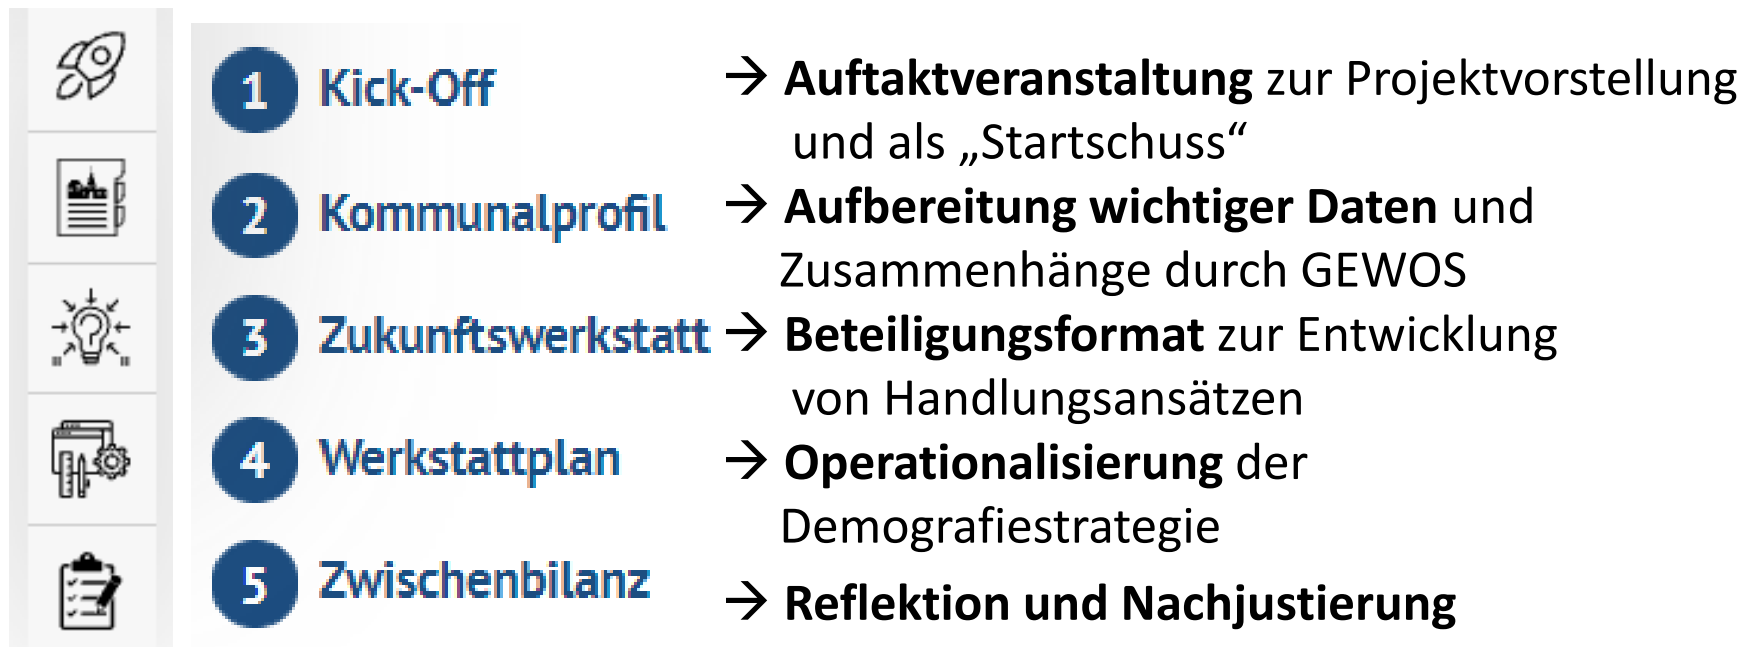 1 Kick-Off → Auftaktveranstaltung zur Projektvorstellung
und als „Startschuss“
2 Kommunalprofil → Aufbereitung wichtiger Daten und
Zusammenhänge durch GEWOS
3 Zukunftswerkstatt → Beteiligungsformat zur Entwicklung
von Handlungsansätzen
4 Werkstattplan → Operationalisierung der
Demografiestrategie
5 Zwischenbilanz → Reflektion und Nachjustierung